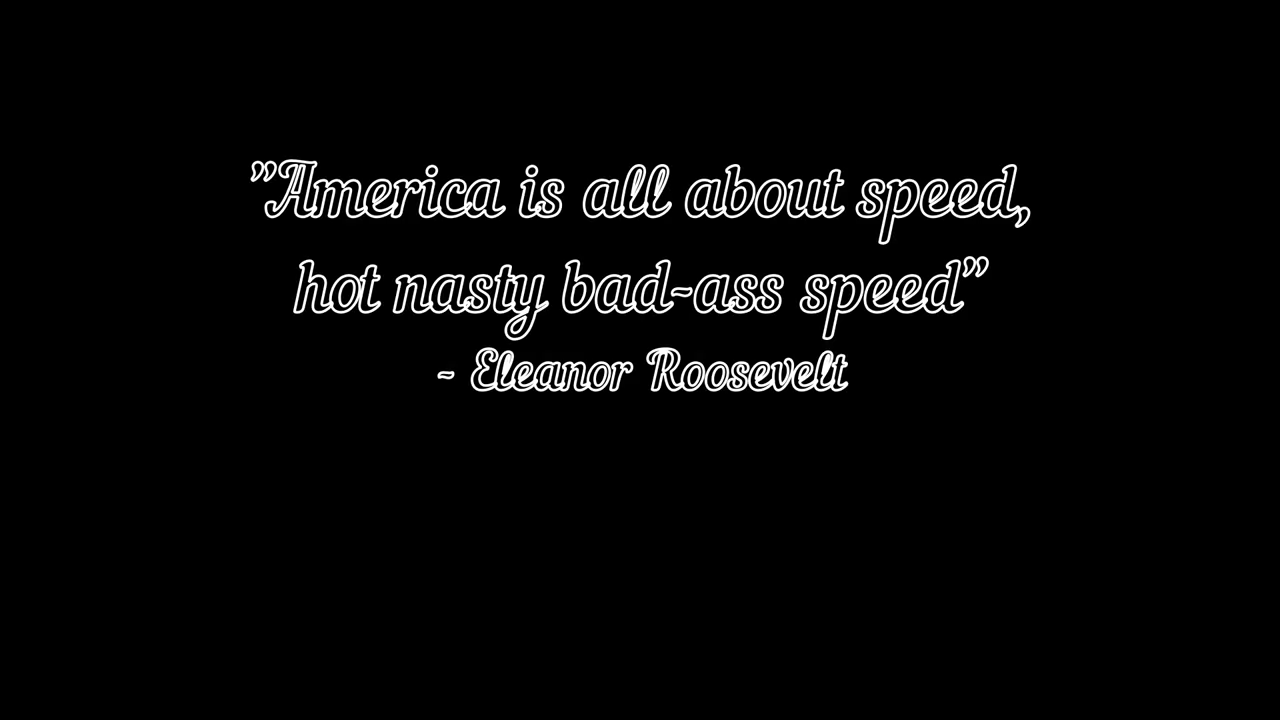 "America is all about speed,
hot nasty bad-ass speed"
- Eleanor Roosevelt